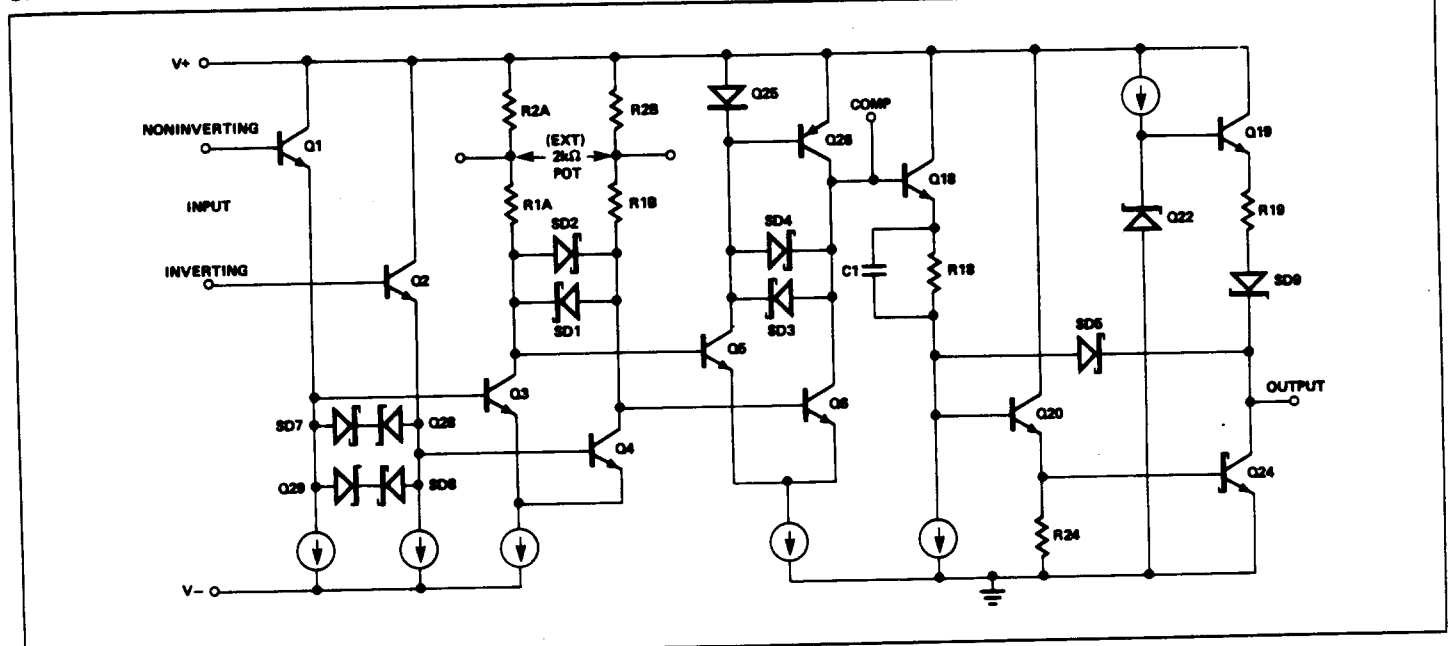 V+
NONINVERTING
Q1
INPUT
INVERTING
Q2
R2A
R2B
(EXT)
2kΩ
POT
R1A
R1B
SD2
SD1
Q3
Q4
SD7
Q28
Q29
SD8
V−
Q25
Q26
COMP
SD4
SD3
Q5
Q6
Q18
C1
R18
Q19
Q22
R19
SD9
SD5
Q20
OUTPUT
Q24
R24